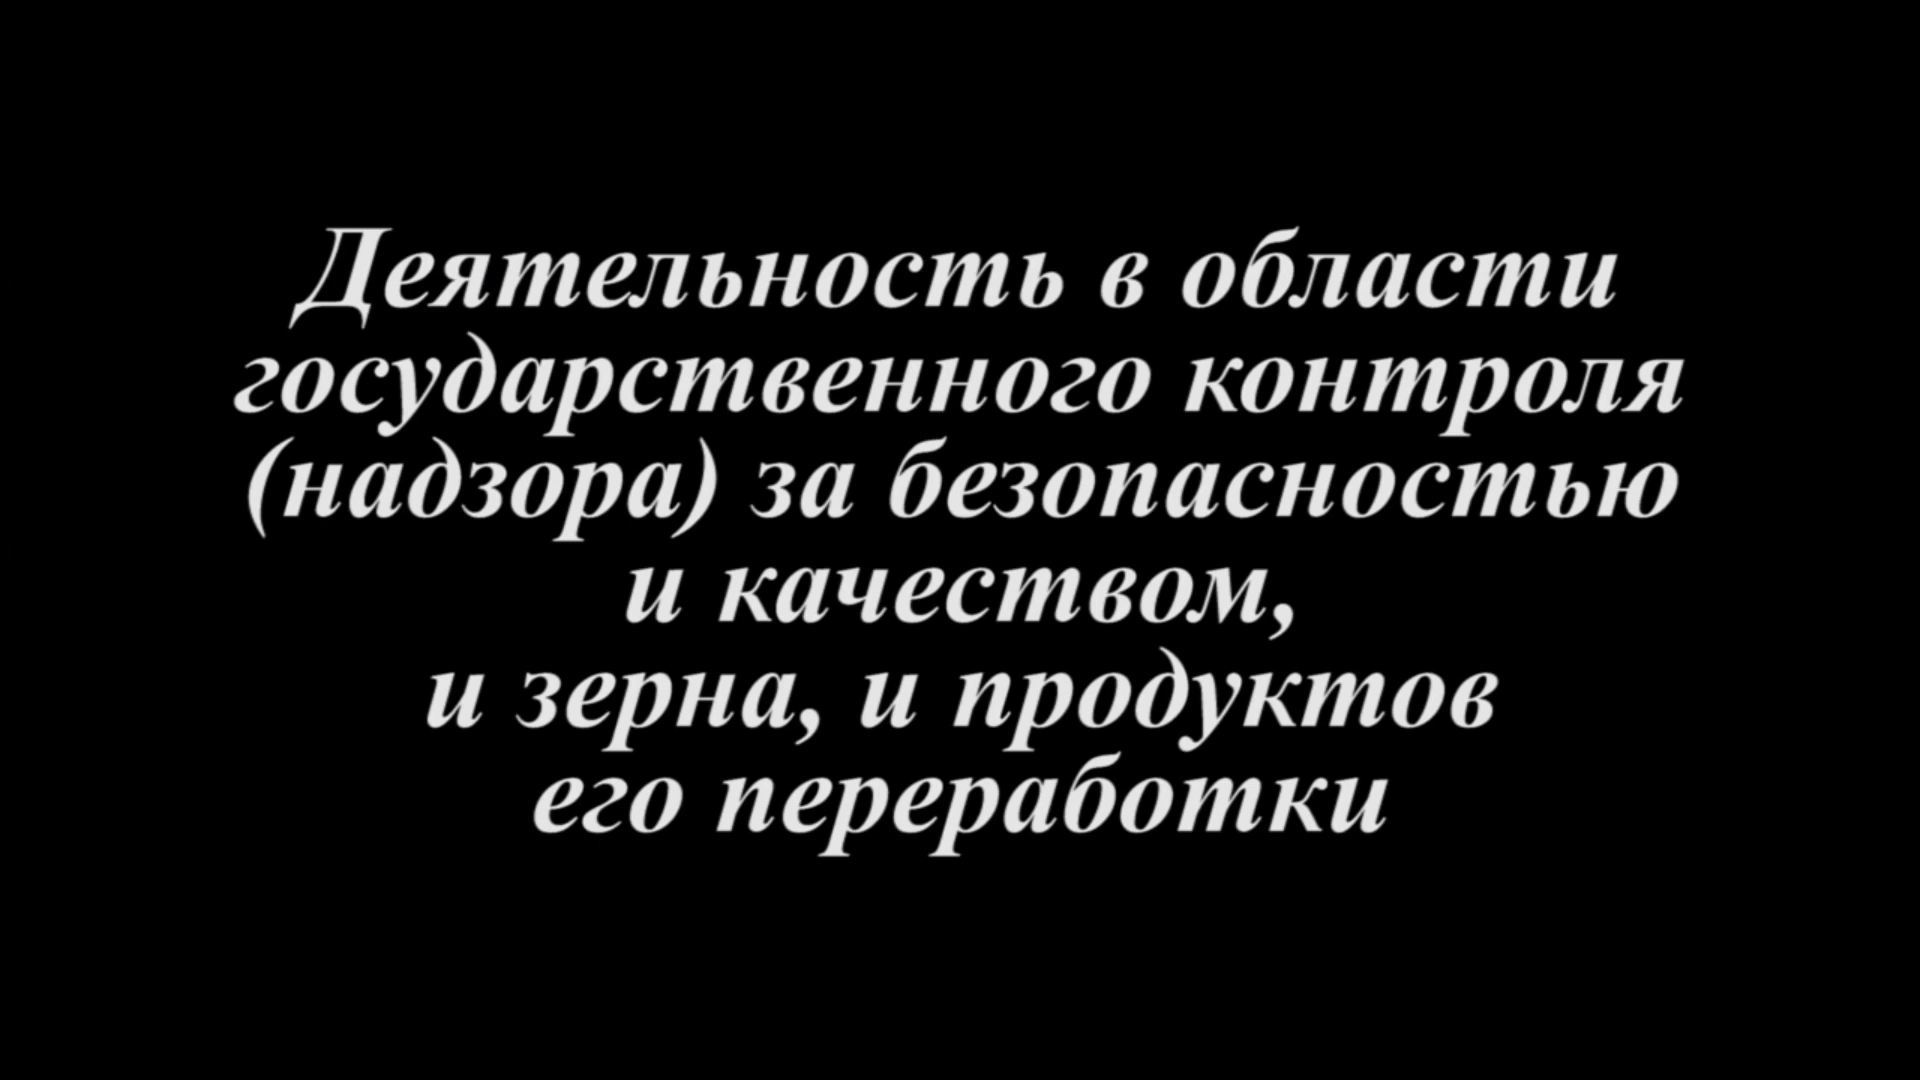 Деятельность в области
государственного контроля
(надзора) за безопасностью
и качеством,
и зерна, и продуктов
его переработки